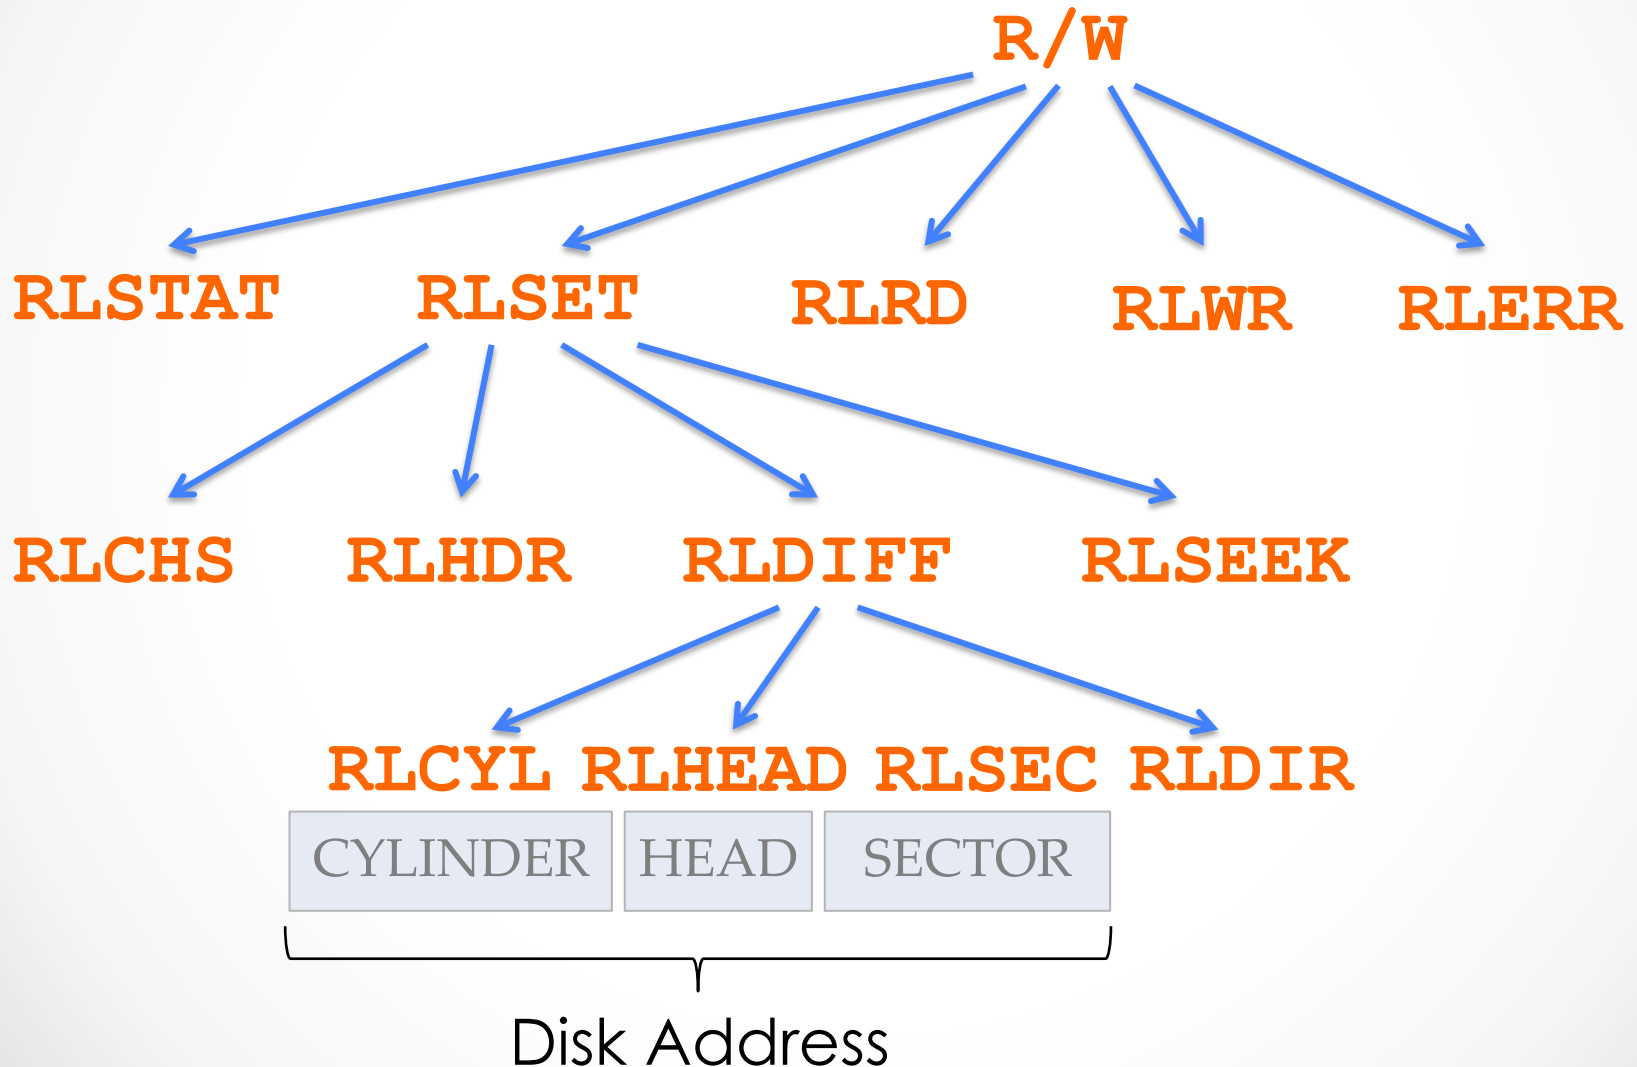 R/W
RLSTAT RLSET RLRD RLWR RLERR
RLCHS RLHDR RLDIFF RLSEEK
RLCYL RLHEAD RLSEC RLDIR
CYLINDER HEAD SECTOR
Disk Address